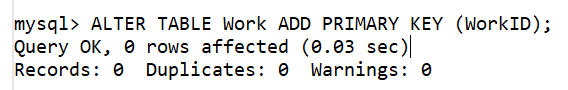 mysql> ALTER TABLE Work ADD PRIMARY KEY (WorkID);
Query OK, 0 rows affected (0.03 sec)
Records: 0  Duplicates: 0  Warnings: 0